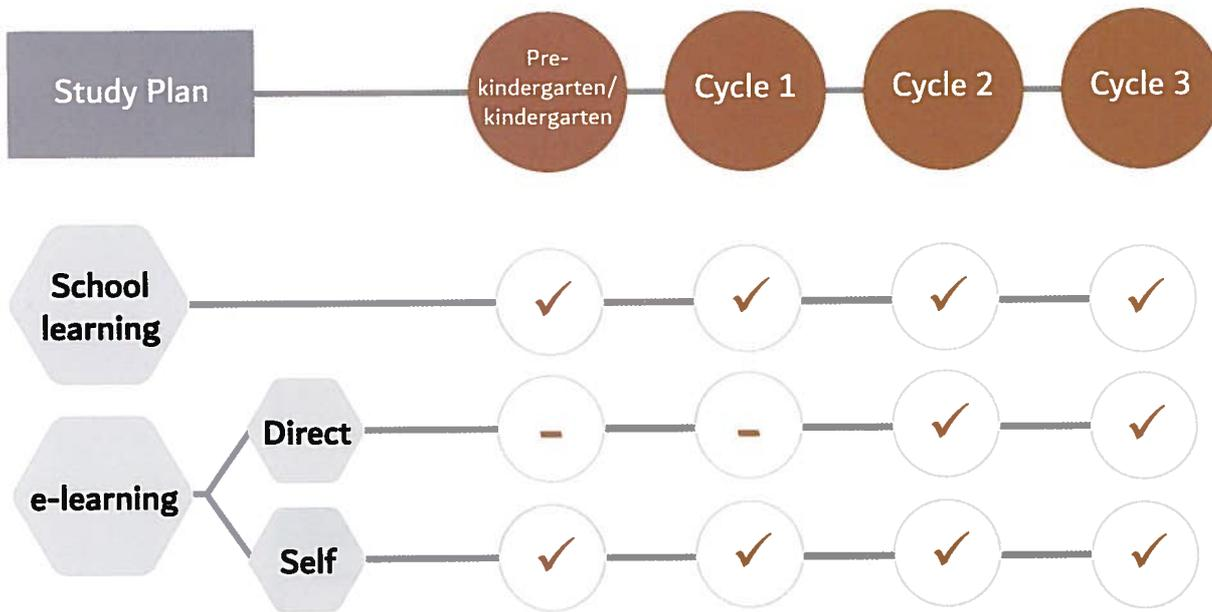 Study Plan
Pre-
kindergarten/
kindergarten
Cycle 1
Cycle 2
Cycle 3
School
learning
✓ ✓ ✓ ✓
e-learning
Direct
- - ✓ ✓
Self
✓ ✓ ✓ ✓